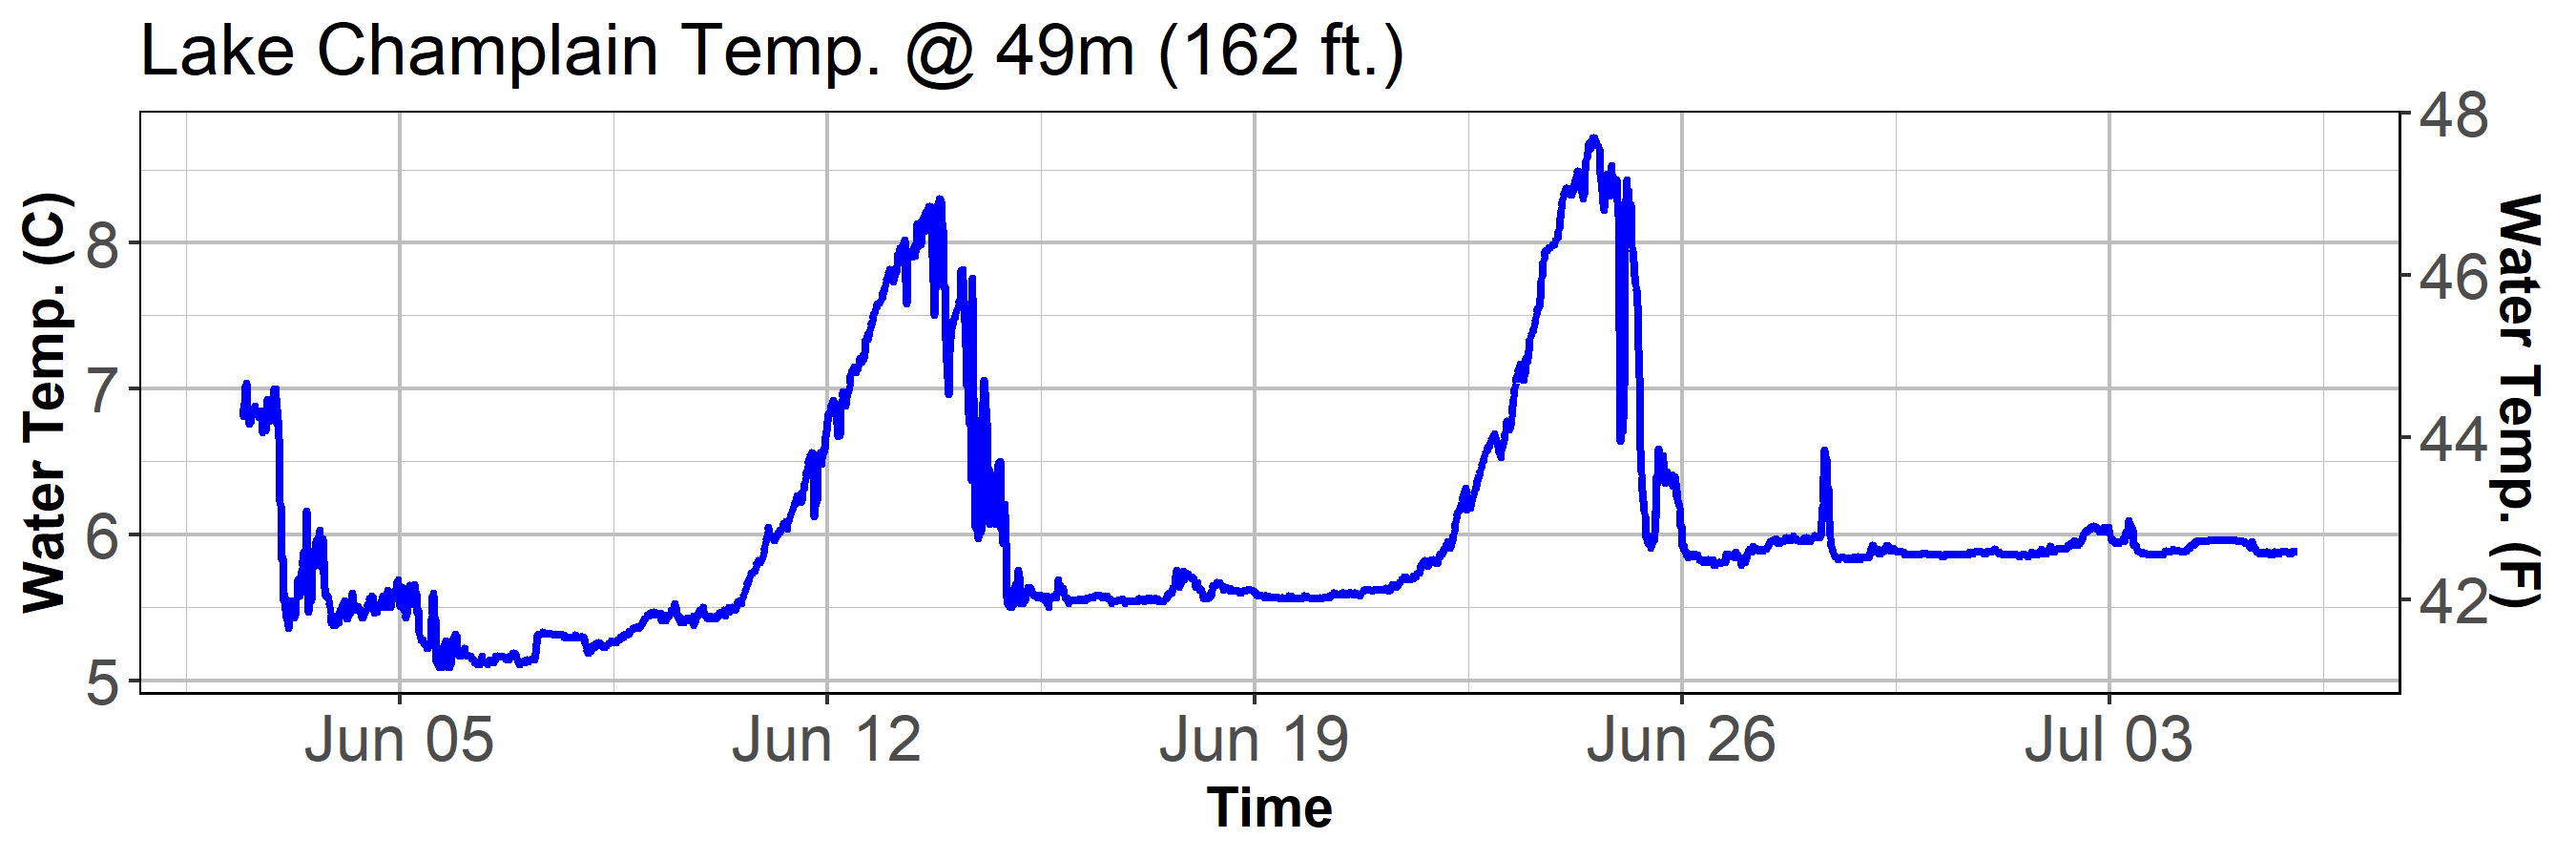 Lake Champlain Temp. @ 49m (162 ft.)
Water Temp. (C)
8
7
6
5
48
46
44
42
Water Temp. (F)
Jun 05 Jun 12 Jun 19 Jun 26 Jul 03
Time